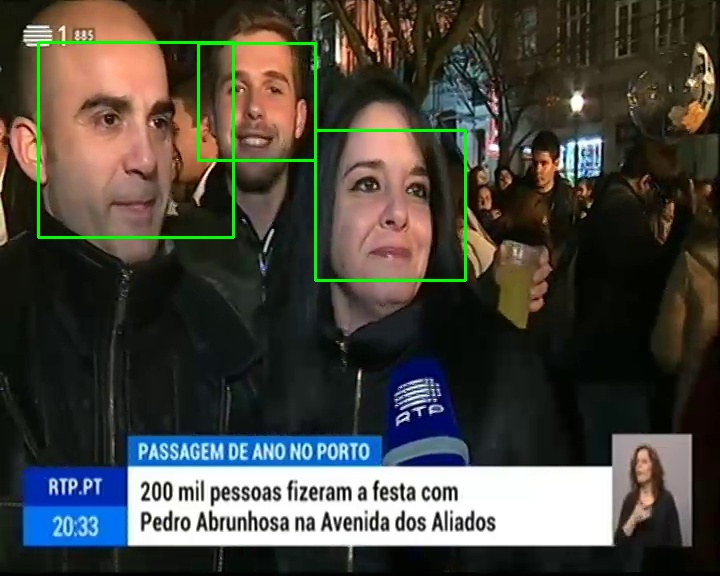 1 885
RTP
PASSAGEM DE ANO NO PORTO
RTP.PT
20:33
200 mil pessoas fizeram a festa com
Pedro Abrunhosa na Avenida dos Aliados